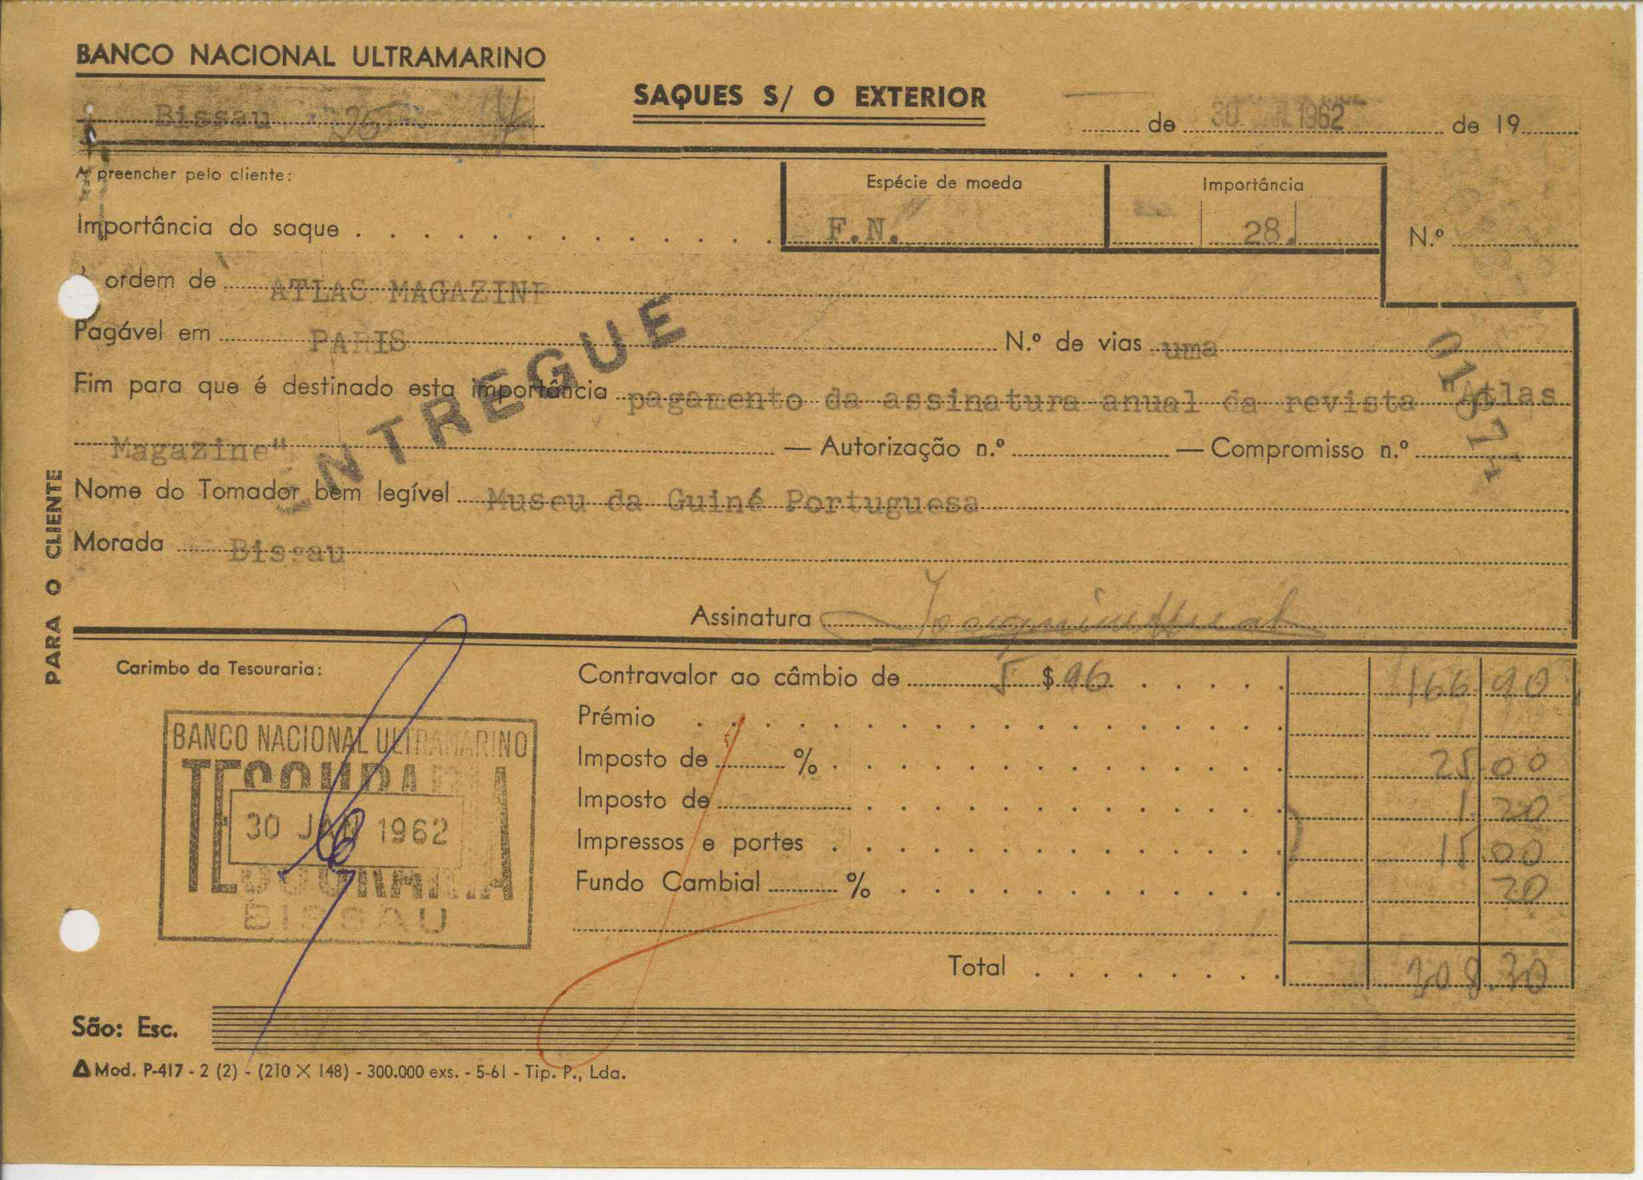 BANCO NACIONAL ULTRAMARINO
Bissau
SAQUES S/ O EXTERIOR
de 30 1962 de 19
A preencher pelo cliente:
Espécie de moeda
Importância
Importância do saque
F.N.
28.
N.º
01574
À ordem de ATLAS MAGAZINE
Pagável em PARIS N.º de vias uma
Fim para que é destinado esta importância pagamento da assinatura anual da revista "Atlas
Magazine" — Autorização n.º — Compromisso n.º
ENTREGUE
Nome do Tomador bem legível Museu da Guiné Portuguesa
Morada Bissau
Assinatura
PARA O CLIENTE
Carimbo da Tesouraria:
BANCO NACIONAL ULTRAMARINO
TESOURARIA
30 JAN 1962
TESOURARIA
BISSAU
Contravalor ao câmbio de 5 $ 96 166 90
Prémio
Imposto de % 25 00
Imposto de 1. 20
Impressos e portes 15 00
Fundo Cambial % 20
Total 208.30
São: Esc.
Mod. P-417 - 2 (2) - (210 X 148) - 300.000 exs. - 5-61 - Tip. P., Lda.